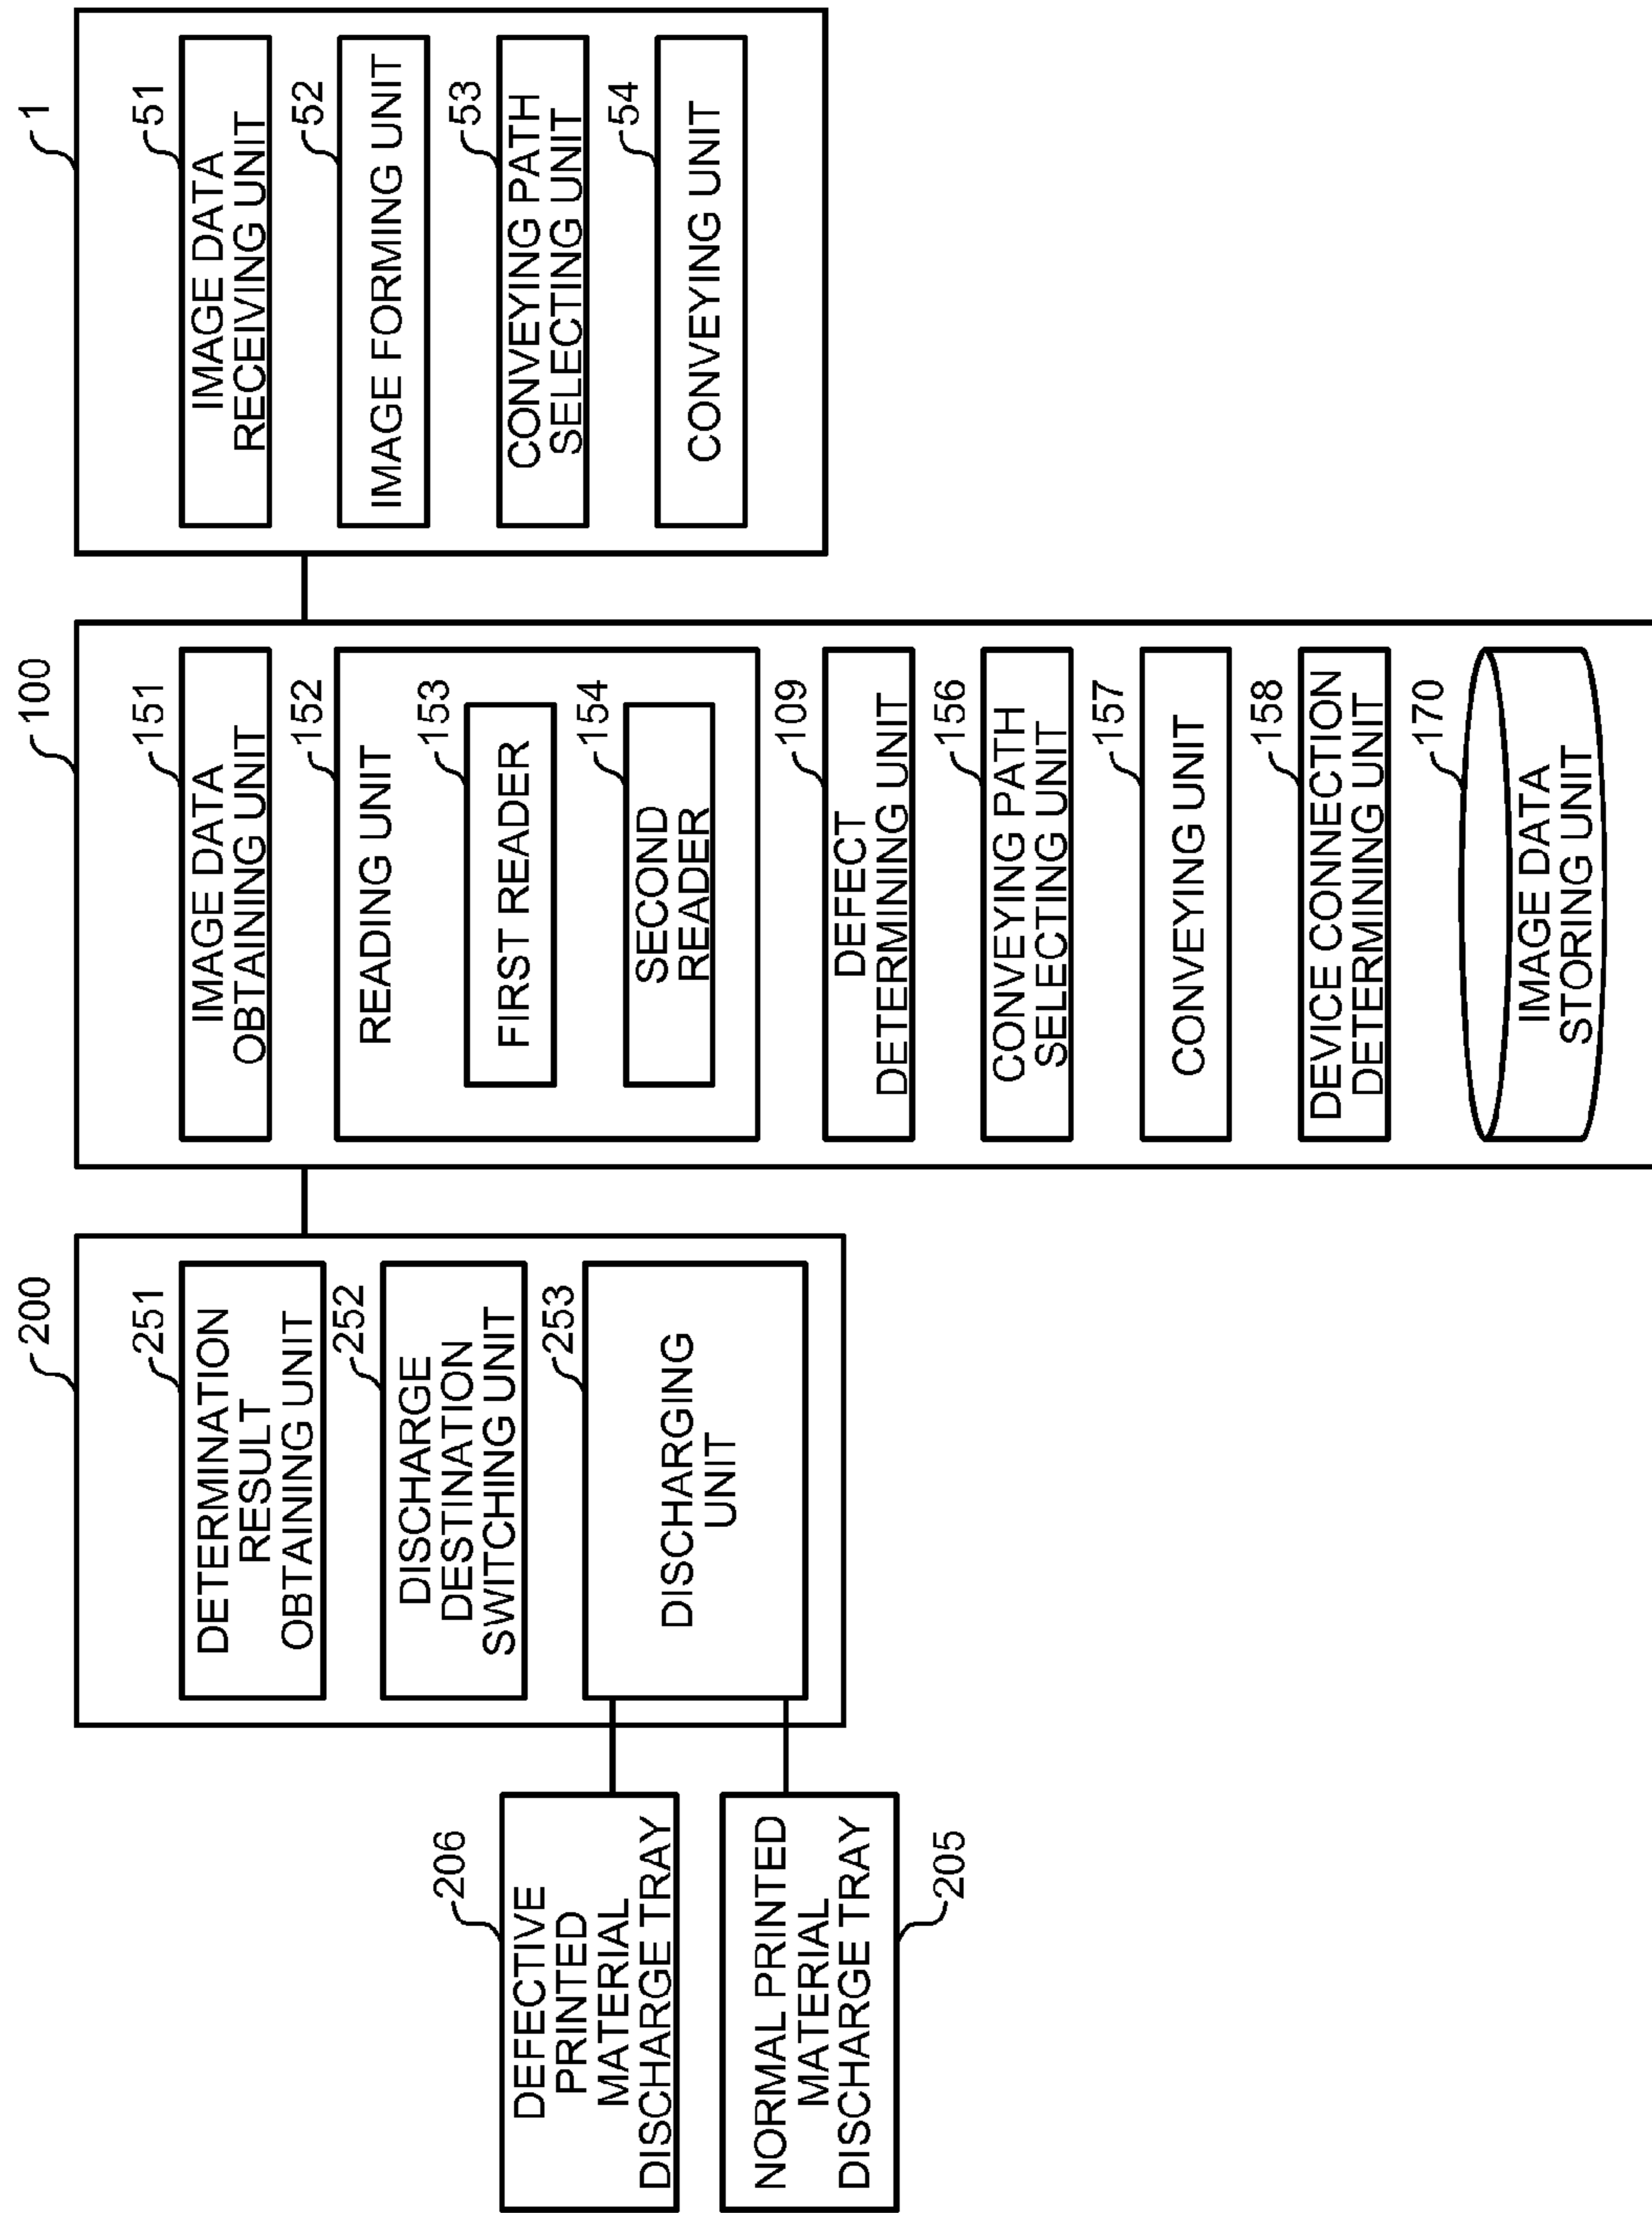 200
251
DETERMINATION
RESULT
OBTAINING UNIT
252
DISCHARGE
DESTINATION
SWITCHING UNIT
253
DISCHARGING
UNIT
206
DEFECTIVE
PRINTED
MATERIAL
DISCHARGE TRAY
NORMAL PRINTED
MATERIAL
DISCHARGE TRAY
205
100
151
IMAGE DATA
OBTAINING UNIT
152
READING UNIT
153
FIRST READER
154
SECOND
READER
109
DEFECT
DETERMINING UNIT
156
CONVEYING PATH
SELECTING UNIT
157
CONVEYING UNIT
158
DEVICE CONNECTION
DETERMINING UNIT
170
IMAGE DATA
STORING UNIT
1
51
IMAGE DATA
RECEIVING UNIT
52
IMAGE FORMING UNIT
53
CONVEYING PATH
SELECTING UNIT
54
CONVEYING UNIT